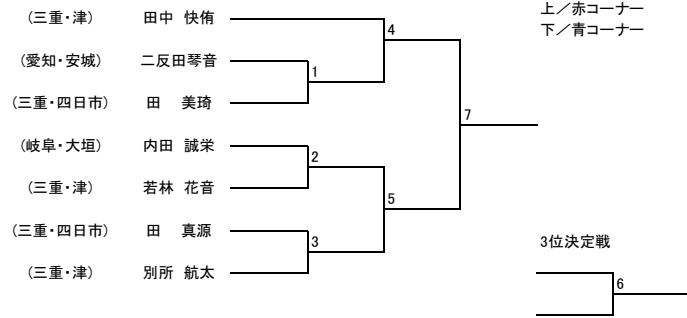 上／赤コーナー
下／青コーナー
(三重・津) 田中 快侑
4
(愛知・安城) 二反田琴音
1
(三重・四日市) 田 美琦
7
(岐阜・大垣) 内田 誠栄
2
(三重・津) 若林 花音
5
(三重・四日市) 田 真源
3
3位決定戦
(三重・津) 別所 航太
6